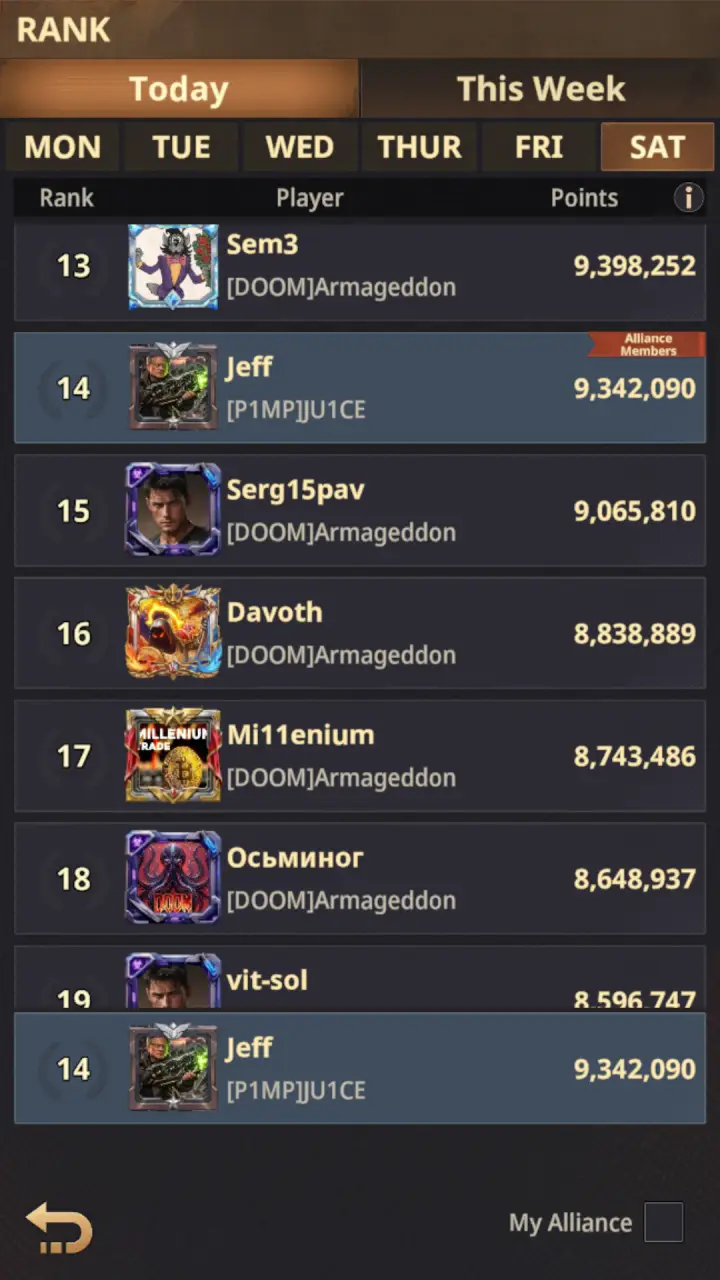 RANK
Today
This Week
MON TUE WED THUR FRI SAT
Rank Player Points
13 Sem3 9,398,252
[DOOM]Armageddon
Alliance
Members
14 Jeff 9,342,090
[P1MP]JU1CE
15 Serg15pav 9,065,810
[DOOM]Armageddon
16 Davoth 8,838,889
[DOOM]Armageddon
MILLENIUM
TRADE
17 Mi11enium 8,743,486
[DOOM]Armageddon
18 Осьминог 8,648,937
DOOM
[DOOM]Armageddon
19 vit-sol 8,596,747
14 Jeff 9,342,090
[P1MP]JU1CE
My Alliance